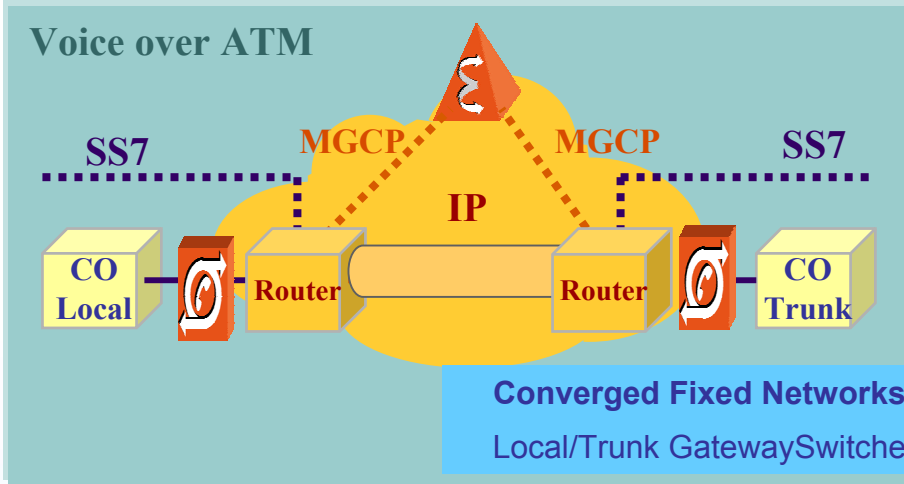 Voice over ATM
MGCP
MGCP
SS7
SS7
IP
CO
Local
Router
Router
CO
Trunk
Converged Fixed Networks
Local/Trunk GatewaySwitche